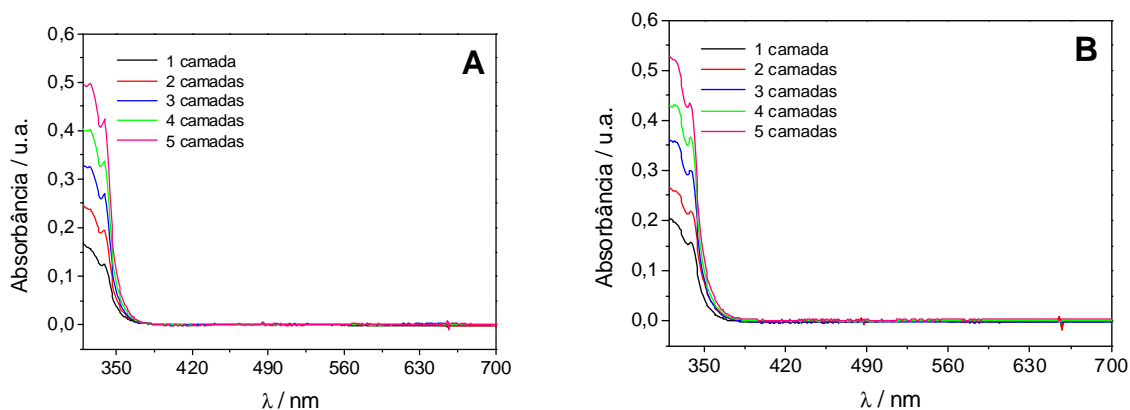 A
Absorbância / u.a.
0,6
0,5
0,4
0,3
0,2
0,1
0,0
1 camada
2 camadas
3 camadas
4 camadas
5 camadas
350 420 490 560 630 700
λ / nm
B
Absorbância / u.a.
0,6
0,5
0,4
0,3
0,2
0,1
0,0
1 camada
2 camadas
3 camadas
4 camadas
5 camadas
350 420 490 560 630 700
λ / nm